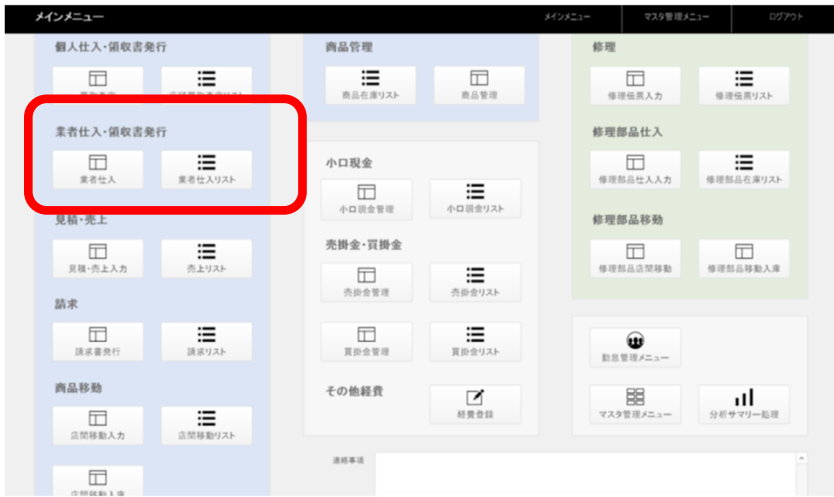 メインメニュー
メインメニュー マスタ管理メニュー ログアウト
個人仕入・領収書発行
業者仕入・領収書発行
業者仕入 業者仕入リスト
見積・売上
見積・売上入力 売上リスト
請求
請求書発行 請求リスト
商品移動
店間移動入力 店間移動リスト
店間移動入庫
商品管理
商品在庫リスト 商品管理
小口現金
小口現金管理 小口現金リスト
売掛金・買掛金
売掛金管理 売掛金リスト
買掛金管理 買掛金リスト
その他経費
経費登録
修理
修理伝票入力 修理伝票リスト
修理部品仕入
修理部品仕入入力 修理部品在庫リスト
修理部品移動
修理部品店間移動 修理部品移動入庫
勤怠管理メニュー
マスタ管理メニュー 分析サマリー処理
連絡事項